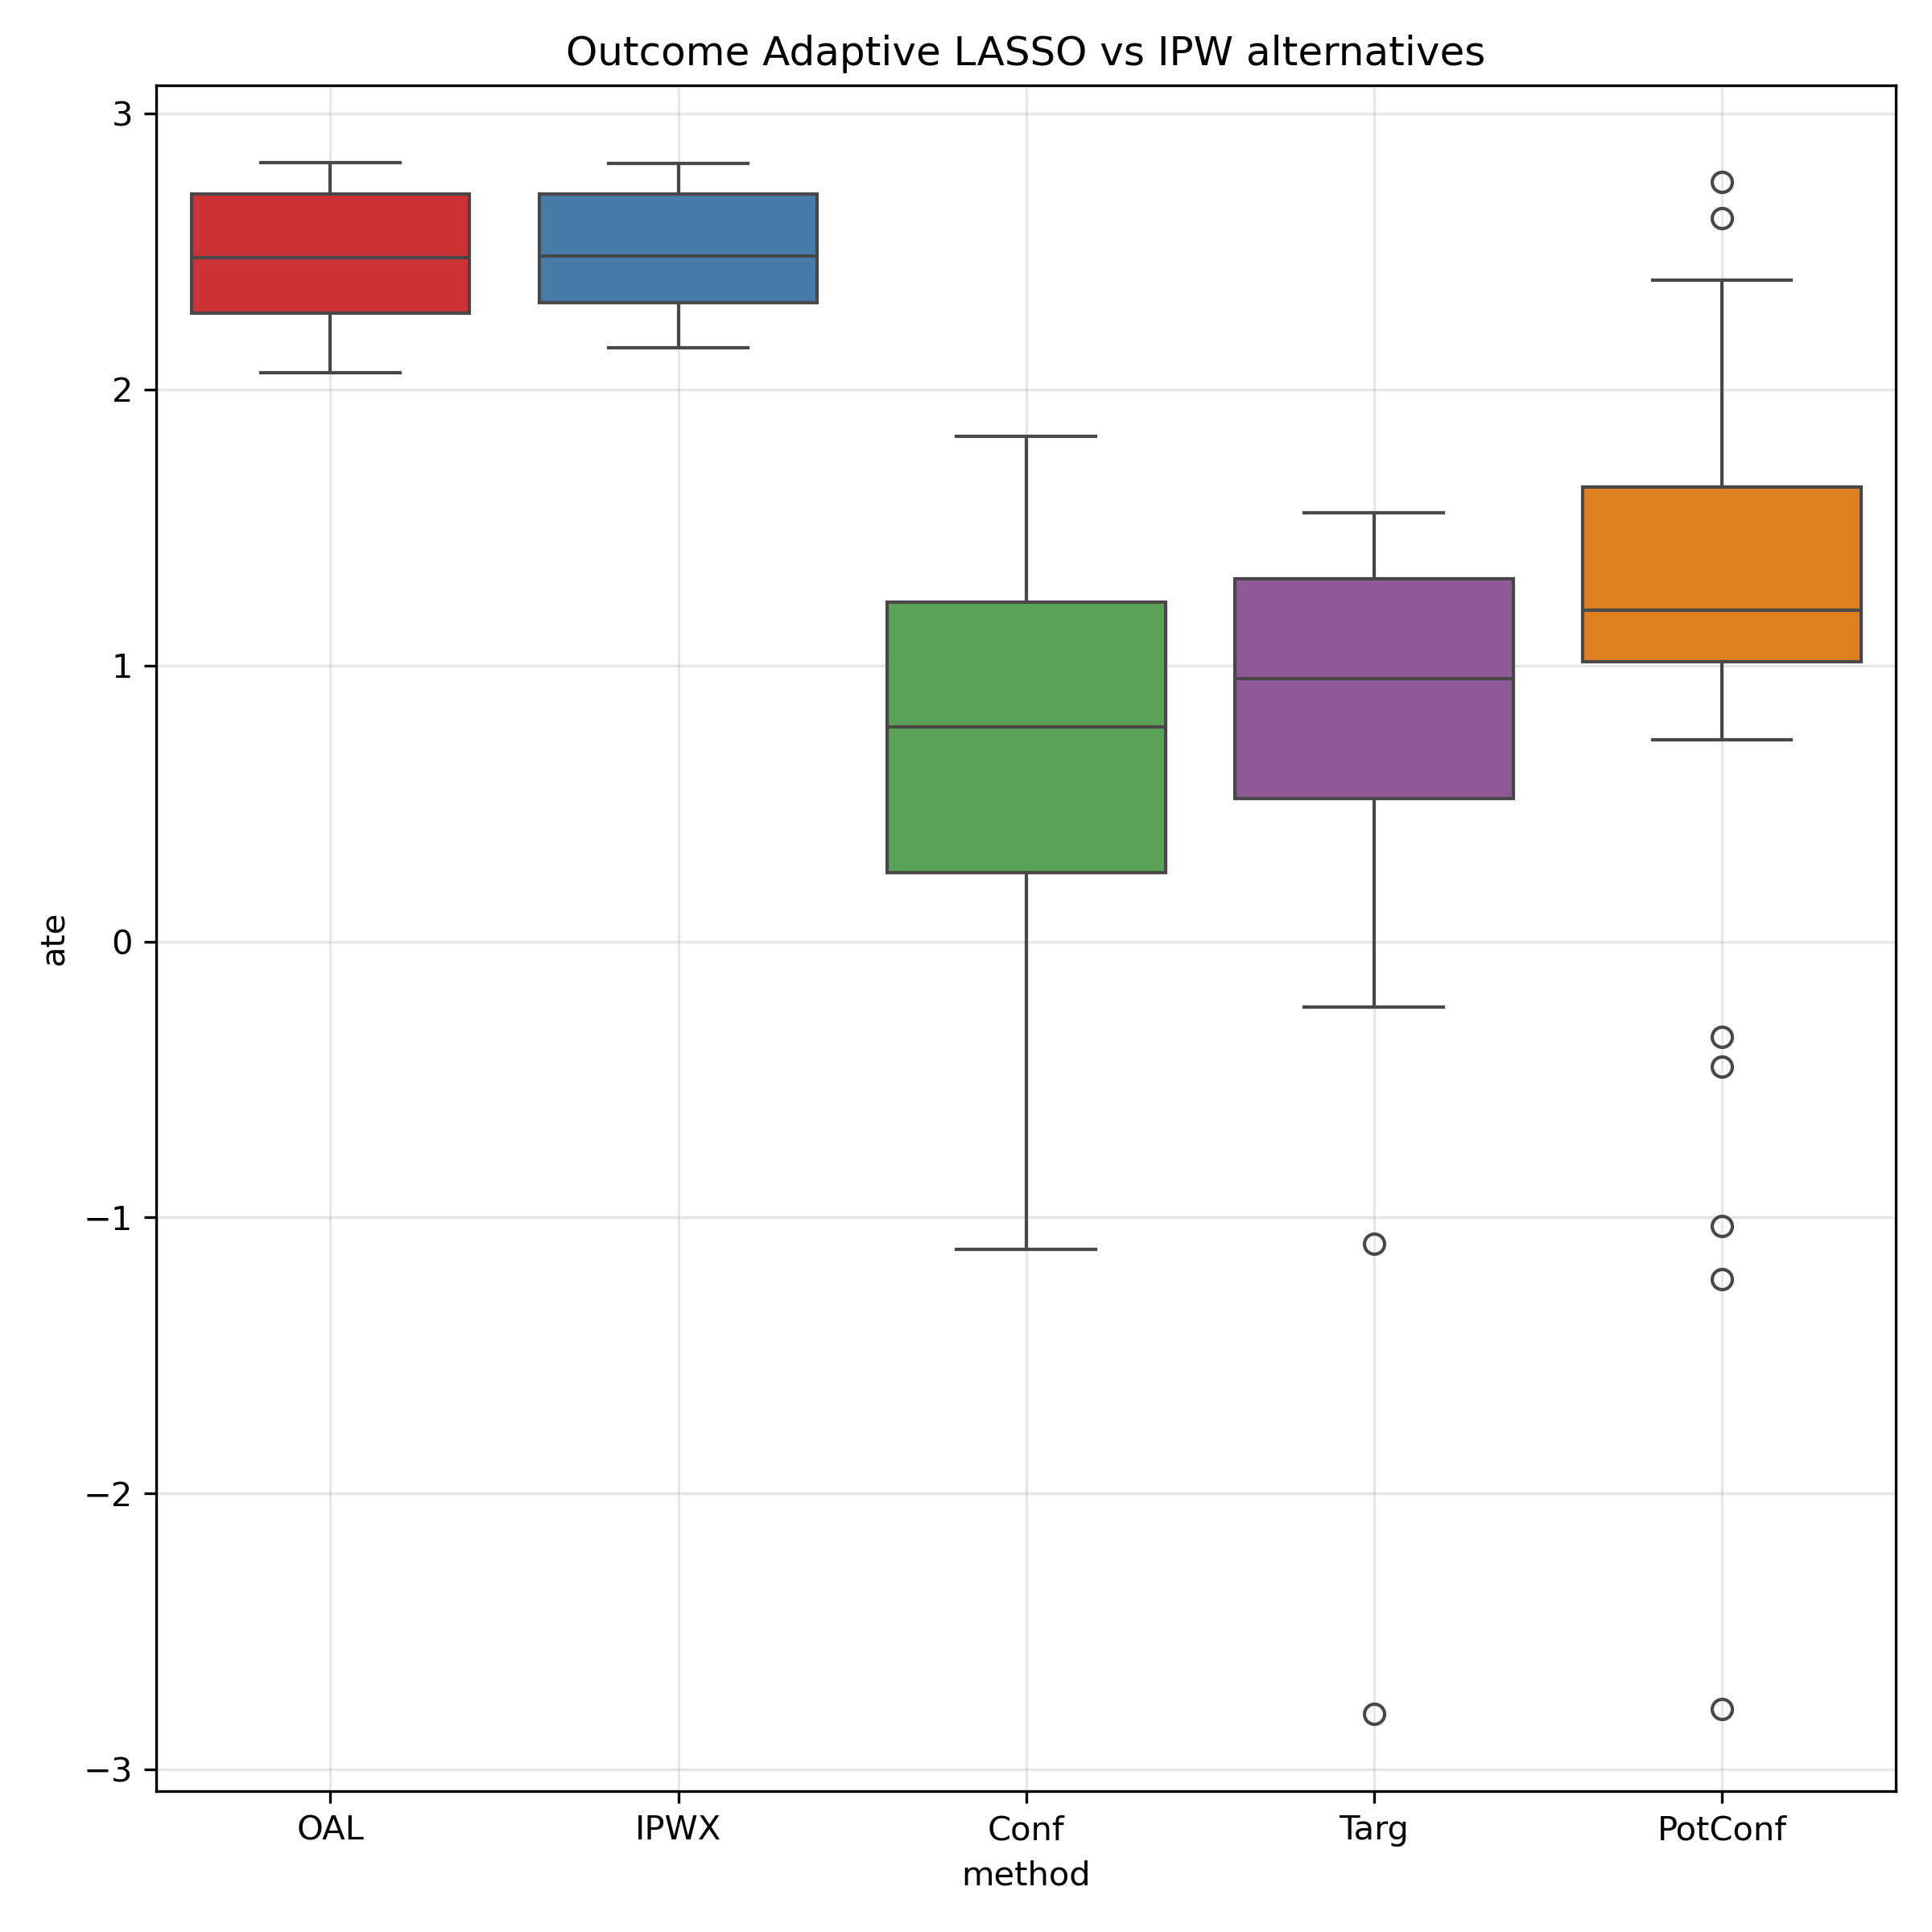 Outcome Adaptive LASSO vs IPW alternatives
3
2
1
0
−1
−2
−3
ate
OAL IPWX Conf Targ PotConf
method